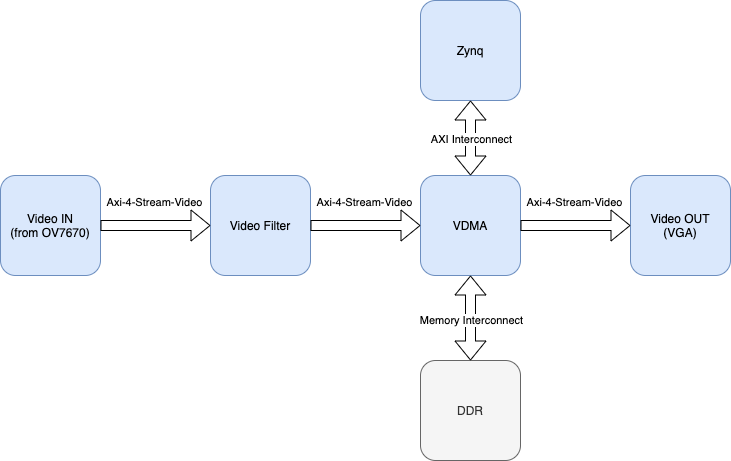 Zynq
AXI Interconnect
Axi-4-Stream-Video
Axi-4-Stream-Video
Axi-4-Stream-Video
Video IN
(from OV7670)
Video Filter
VDMA
Video OUT
(VGA)
Memory Interconnect
DDR